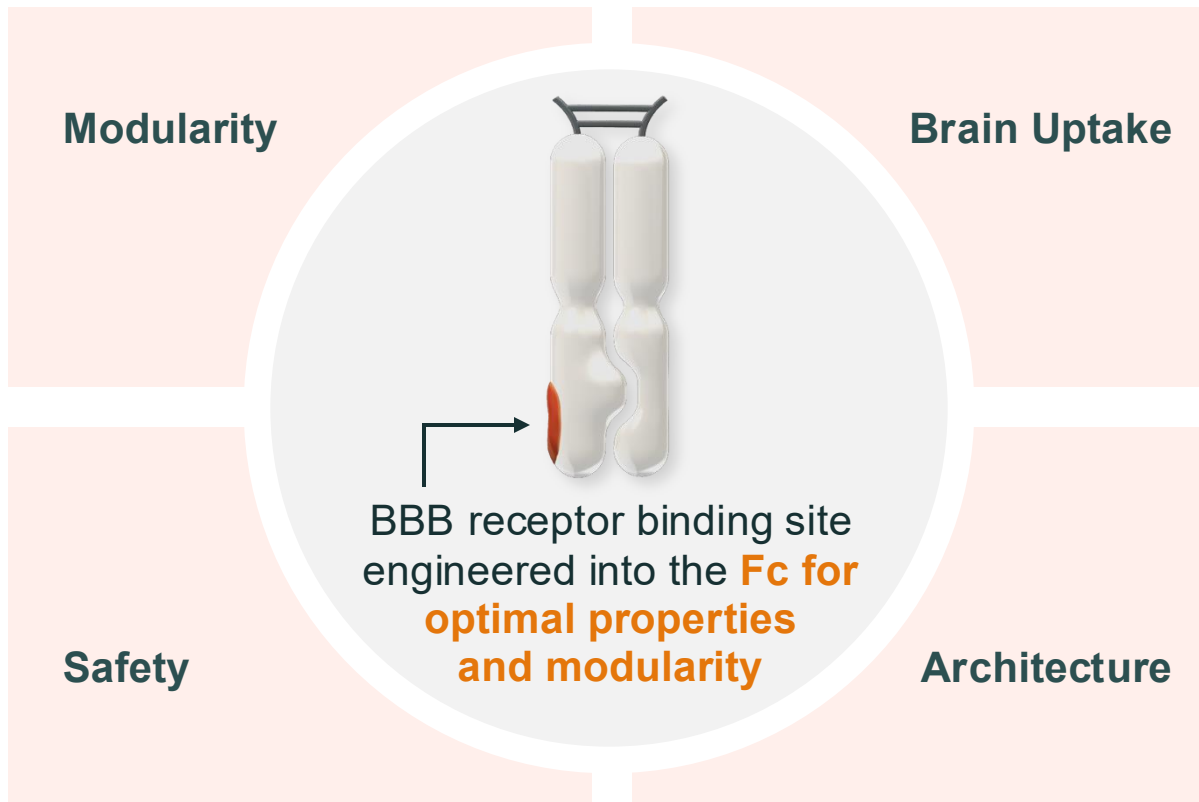 Modularity
Brain Uptake
BBB receptor binding site
engineered into the Fc for
optimal properties
and modularity
Safety
Architecture